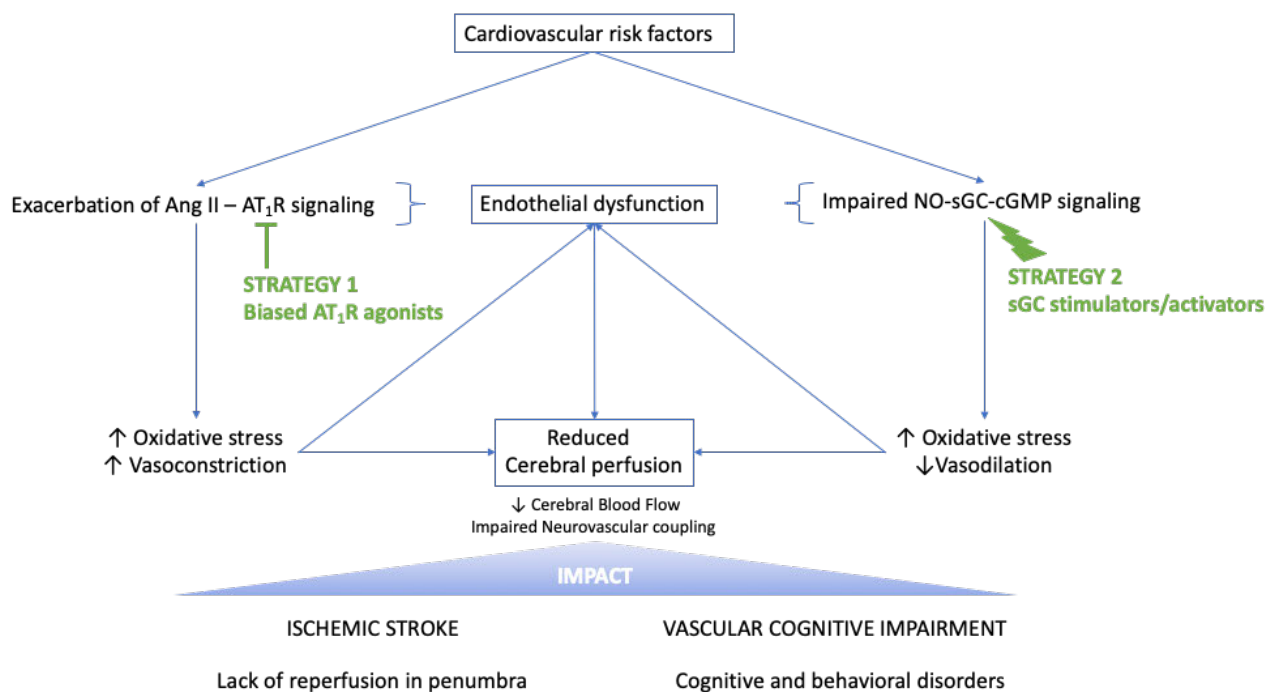 Cardiovascular risk factors
Exacerbation of Ang II – AT₁R signaling
Endothelial dysfunction
Impaired NO-sGC-cGMP signaling
STRATEGY 1
Biased AT₁R agonists
STRATEGY 2
sGC stimulators/activators
↑ Oxidative stress
↑ Vasoconstriction
Reduced
Cerebral perfusion
↑ Oxidative stress
↓Vasodilation
↓ Cerebral Blood Flow
Impaired Neurovascular coupling
IMPACT
ISCHEMIC STROKE
VASCULAR COGNITIVE IMPAIRMENT
Lack of reperfusion in penumbra
Cognitive and behavioral disorders